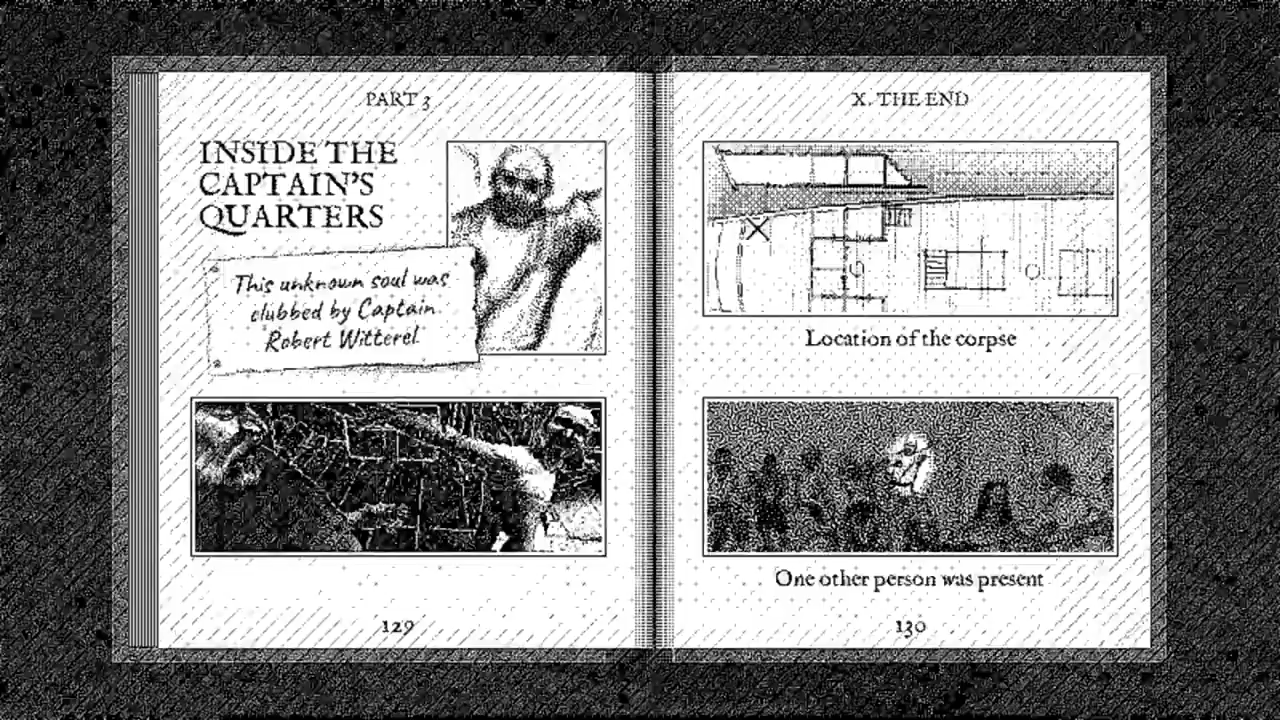 PART 3
INSIDE THE
CAPTAIN'S
QUARTERS
This unknown soul was
clubbed by Captain
Robert Witterel.
129
X. THE END
Location of the corpse
One other person was present
130